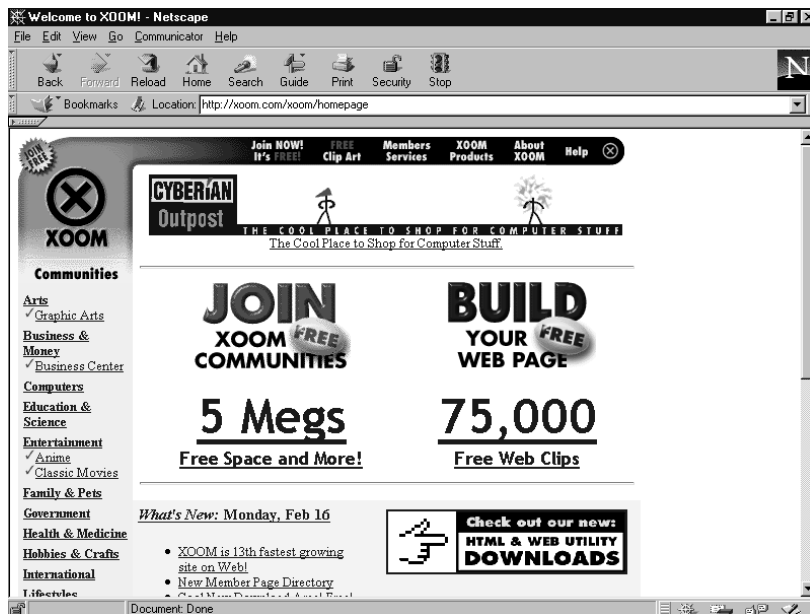 Welcome to XOOM! - Netscape
File Edit View Go Communicator Help
Back Forward Reload Home Search Guide Print Security Stop
N
Bookmarks Location: http://xoom.com/xoom/homepage
JOIN FREE
Join NOW! It's FREE!
FREE Clip Art
Members Services
XOOM Products
About XOOM
Help
XOOM
CYBERIAN
Outpost
THE COOL PLACE TO SHOP FOR COMPUTER STUFF
The Cool Place to Shop for Computer Stuff.
Communities
Arts
Graphic Arts
Business &
Money
Business Center
Computers
Education &
Science
Entertainment
Anime
Classic Movies
Family & Pets
Government
Health & Medicine
Hobbies & Crafts
International
Lifestyles
JOIN
XOOM FREE
COMMUNITIES
BUILD
YOUR FREE
WEB PAGE
5 Megs
Free Space and More!
75,000
Free Web Clips
What's New: Monday, Feb 16
XOOM is 13th fastest growing
site on Web!
New Member Page Directory
Cool New Download Area! Free!
Check out our new:
HTML & WEB UTILITY
DOWNLOADS
Document: Done